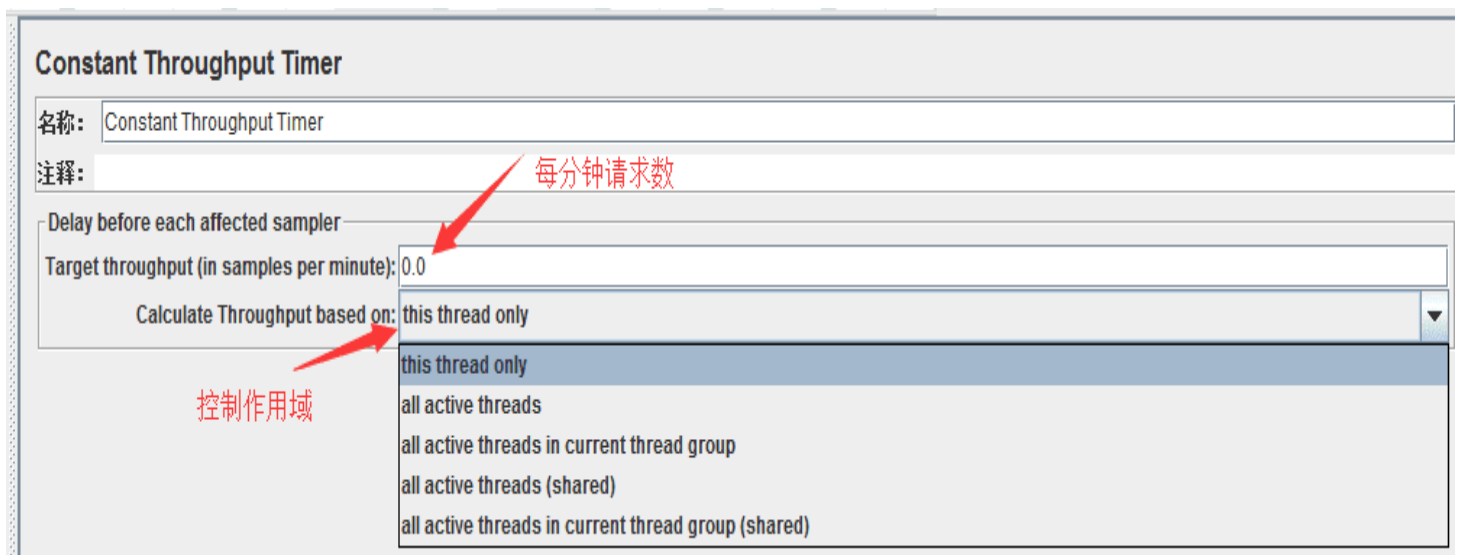 Constant Throughput Timer
名称： Constant Throughput Timer
注释：
每分钟请求数
Delay before each affected sampler
Target throughput (in samples per minute): 0.0
Calculate Throughput based on: this thread only
控制作用域
this thread only
all active threads
all active threads in current thread group
all active threads (shared)
all active threads in current thread group (shared)